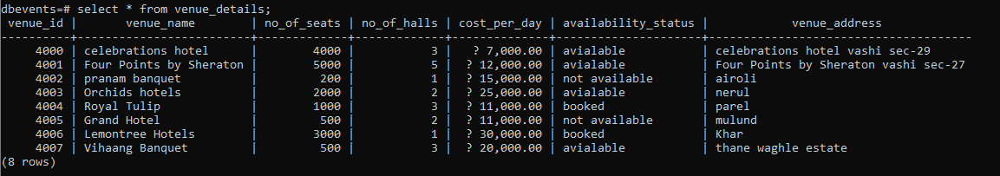 dbevents=# select * from venue_details;
 venue_id |       venue_name        | no_of_seats | no_of_halls | cost_per_day | availability_status |            venue_address
----------+-------------------------+-------------+-------------+--------------+---------------------+--------------------------------------
     4000 | celebrations hotel      |        4000 |           3 |   ? 7,000.00 | avialable           | celebrations hotel vashi sec-29
     4001 | Four Points by Sheraton |        5000 |           5 |  ? 12,000.00 | avialable           | Four Points by Sheraton vashi sec-27
     4002 | pranam banquet          |         200 |           1 |  ? 15,000.00 | not available       | airoli
     4003 | Orchids hotels          |        2000 |           2 |  ? 25,000.00 | avialable           | nerul
     4004 | Royal Tulip             |        1000 |           3 |  ? 11,000.00 | booked              | parel
     4005 | Grand Hotel             |         500 |           2 |  ? 11,000.00 | not available       | mulund
     4006 | Lemontree Hotels        |        3000 |           1 |  ? 30,000.00 | booked              | Khar
     4007 | Vihaang Banquet         |         500 |           3 |  ? 20,000.00 | avialable           | thane waghle estate
(8 rows)